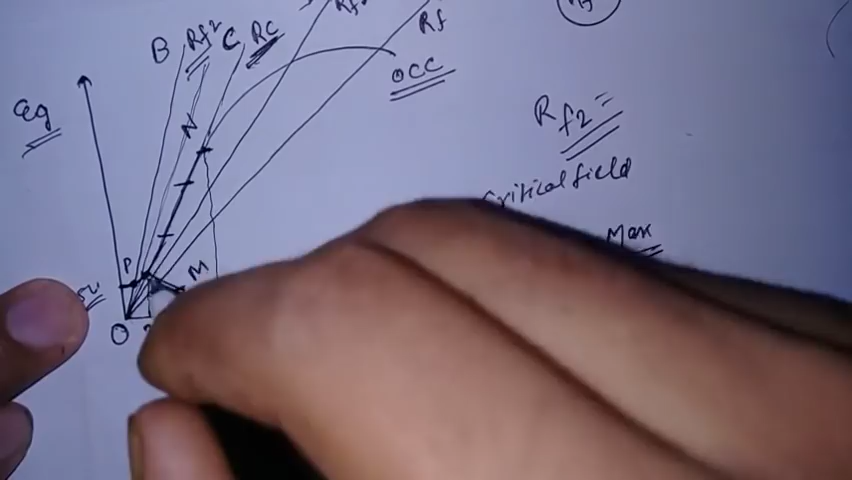 B Rf2 C RC
Rf
OCC
Eg
N
Rf2 =
Critical field
Max
P
M
O